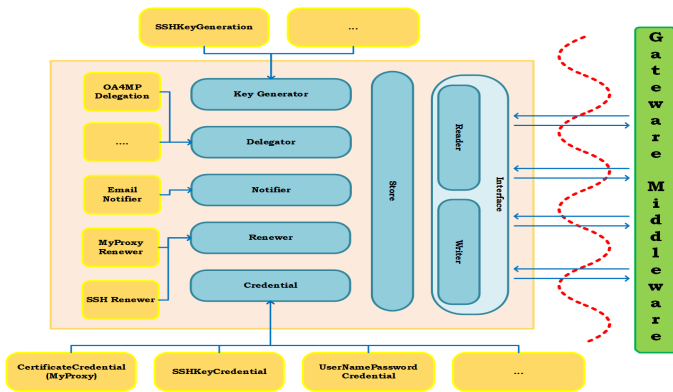 SSHKeyGeneration
...
OA4MP
Delegation
....
Email
Notifier
MyProxy
Renewer
SSH Renewer
Key Generator
Delegator
Notifier
Renewer
Credential
Store
Reader
Writer
Interface
Gateware Middleware
CertificateCredential
(MyProxy)
SSHKeyCredential
UserNamePassword
Credential
...